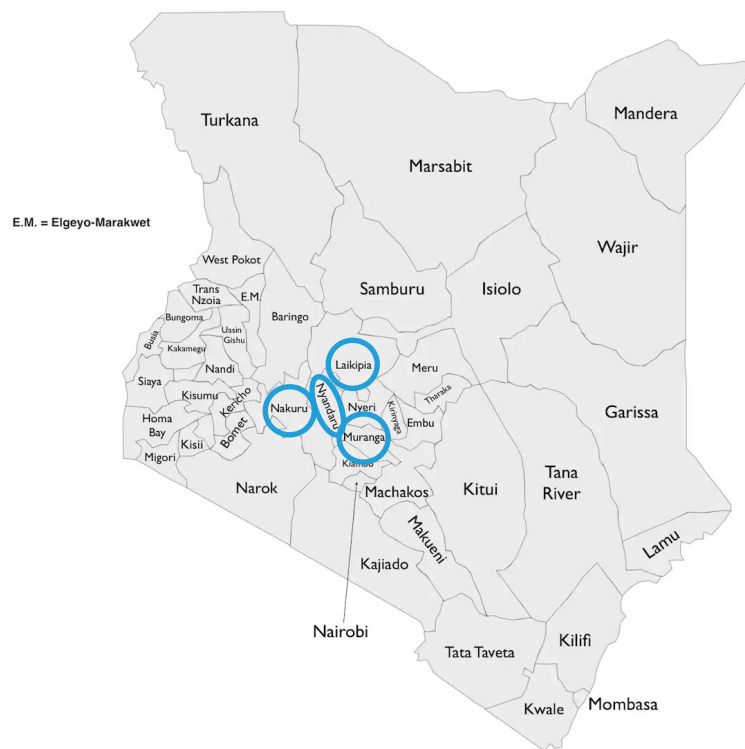 Turkana
Marsabit
Mandera
E.M. = Elgeyo-Marakwet
Wajir
West Pokot
Samburu
Isiolo
Trans
Nzoia
E.M.
Baringo
Bungoma
Busia
Uasin
Gishu
Kakamegu
Laikipia
Meru
Nandi
Siaya
Kisumu
Kericho
Nakuru
Nyandaru
Nyeri
Kirinyaga
Tharaka
Garissa
Homa
Bay
Kisii
Bomet
Muranga
Embu
Migori
Kiambu
Narok
Machakos
Kitui
Tana
River
Makueni
Lamu
Kajiado
Nairobi
Tata Taveta
Kilifi
Kwale
Mombasa